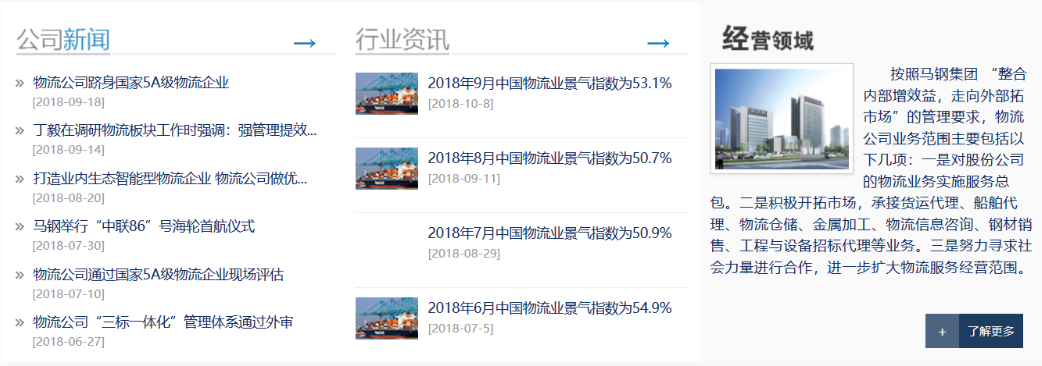 公司新闻
→
» 物流公司跻身国家5A级物流企业
[2018-09-18]
» 丁毅在调研物流板块工作时强调：强管理提效...
[2018-09-14]
» 打造业内生态智能型物流企业 物流公司做优...
[2018-08-20]
» 马钢举行“中联86”号海轮首航仪式
[2018-07-30]
» 物流公司通过国家5A级物流企业现场评估
[2018-07-10]
» 物流公司“三标一体化”管理体系通过外审
[2018-06-27]
行业资讯
→
2018年9月中国物流业景气指数为53.1%
[2018-10-8]
2018年8月中国物流业景气指数为50.7%
[2018-09-11]
2018年7月中国物流业景气指数为50.9%
[2018-08-29]
2018年6月中国物流业景气指数为54.9%
[2018-07-5]
经营领域
按照马钢集团 “整合
内部增效益，走向外部拓
市场”的管理要求，物流
公司业务范围主要包括以
下几项：一是对股份公司
的物流业务实施服务总
包。二是积极开拓市场，承接货运代理、船舶代
理、物流仓储、金属加工、物流信息咨询、钢材销
售、工程与设备招标代理等业务。三是努力寻求社
会力量进行合作，进一步扩大物流服务经营范围。
+ 了解更多